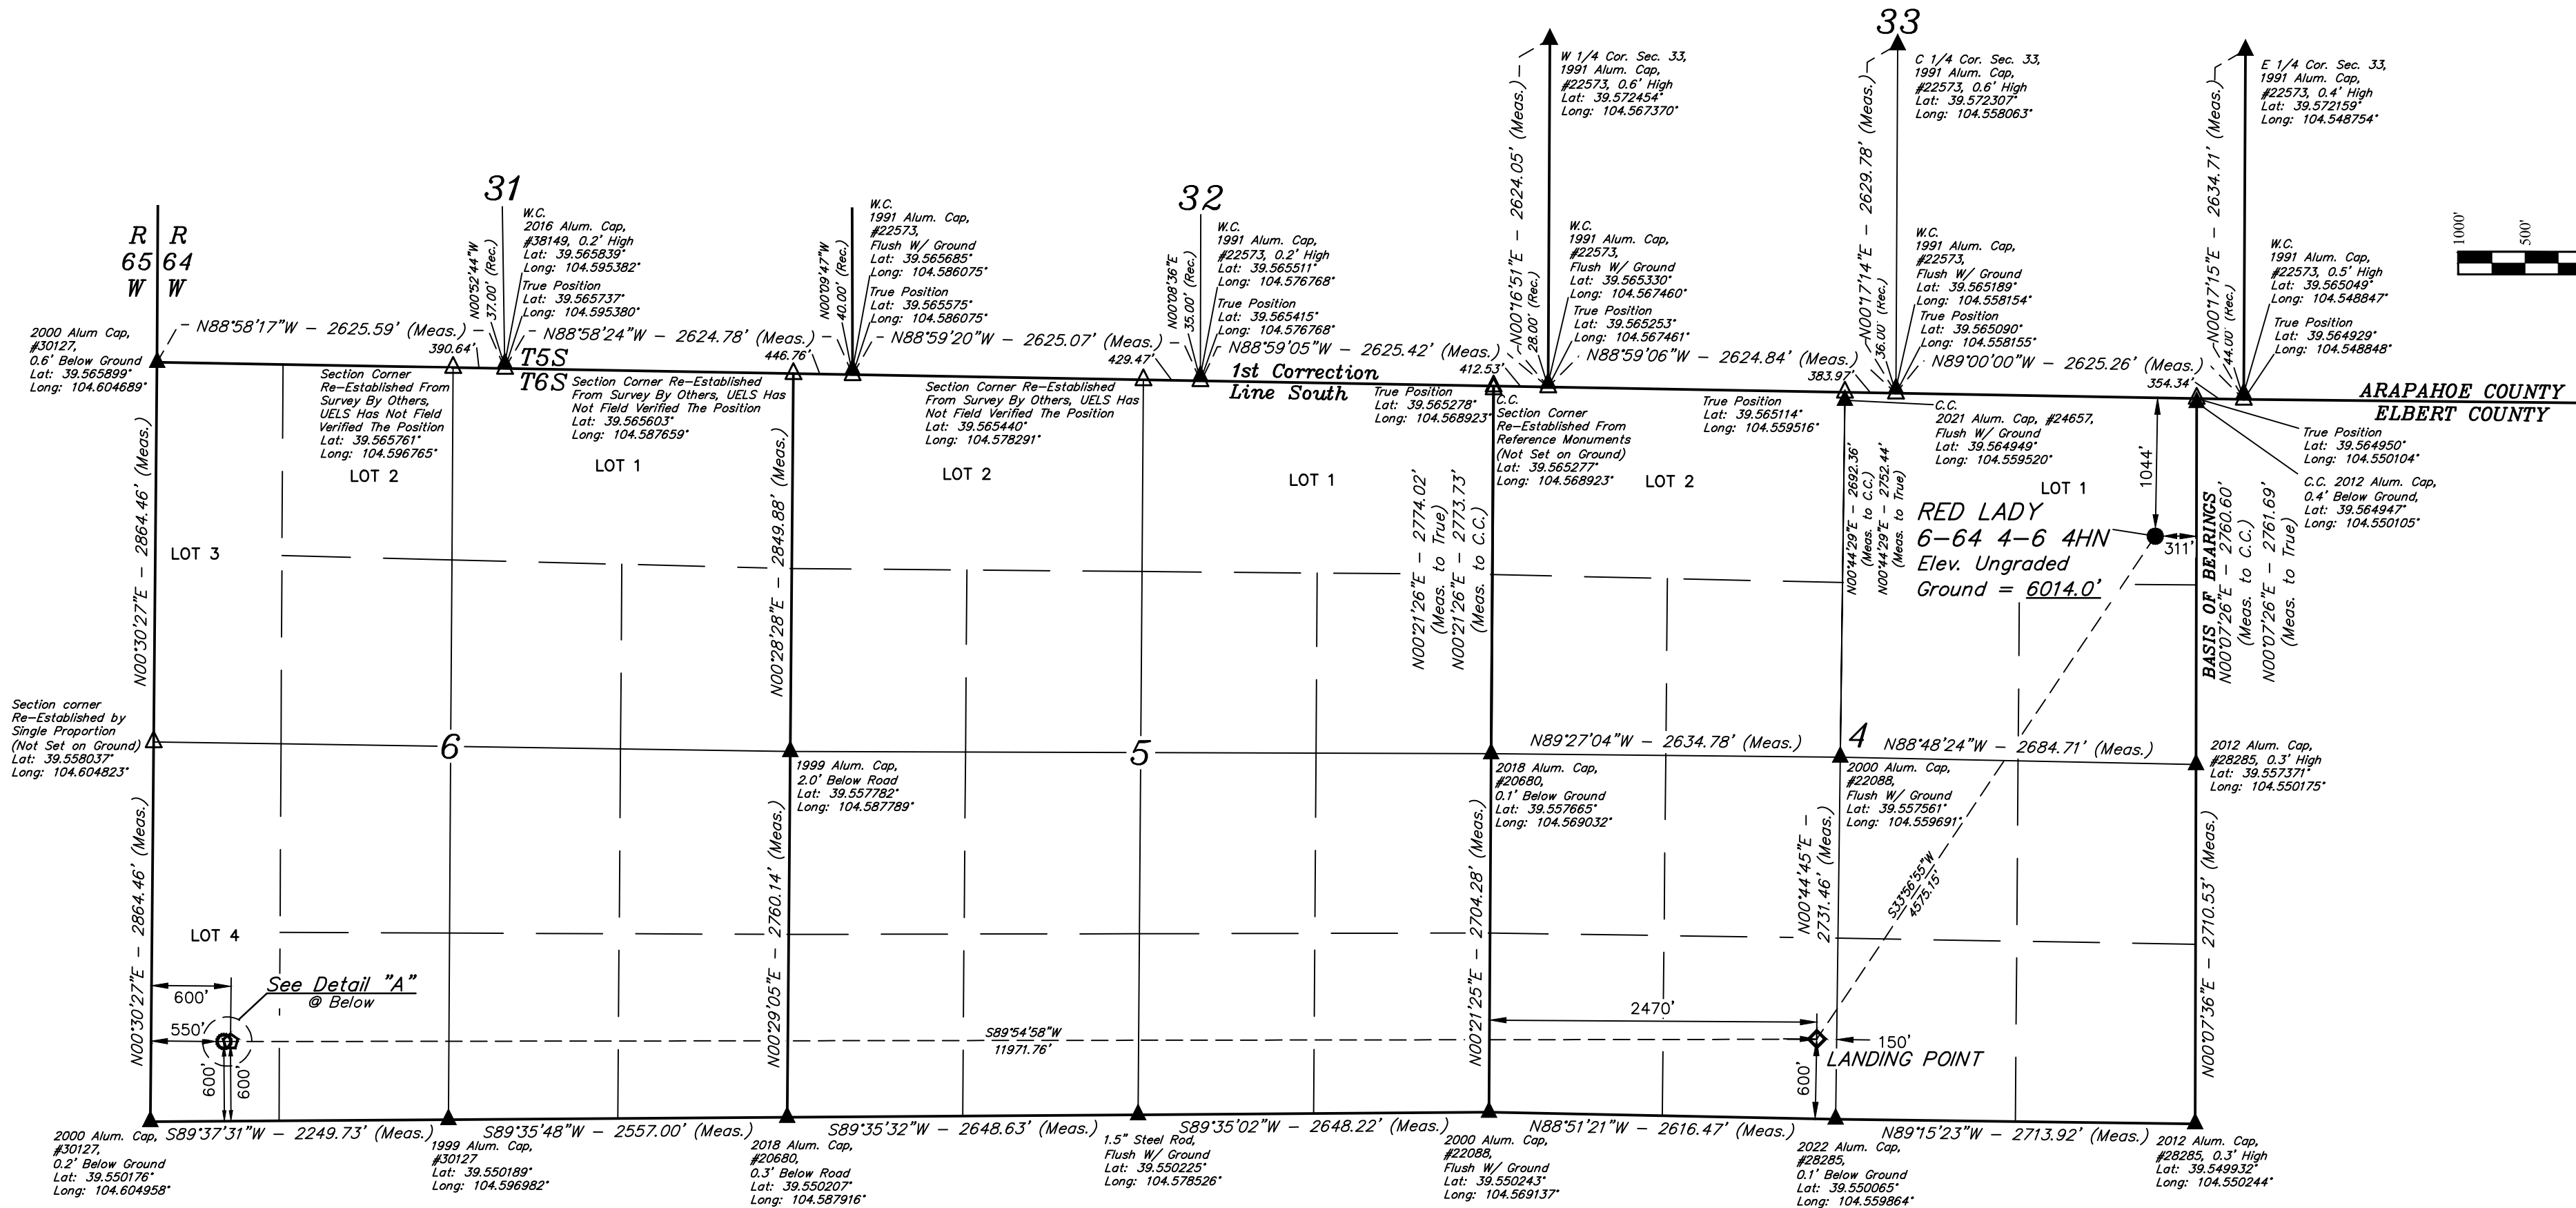 33
W 1/4 Cor. Sec. 33,
1991 Alum. Cap,
#22573, 0.6' High
Lat: 39.572454°
Long: 104.567370°
C 1/4 Cor. Sec. 33,
1991 Alum. Cap,
#22573, 0.6' High
Lat: 39.572307°
Long: 104.558063°
E 1/4 Cor. Sec. 33,
1991 Alum. Cap,
#22573, 0.4' High
Lat: 39.572159°
Long: 104.548754°
N00°16'51"E - 2624.05' (Meas.)
28.00' (Rec.)
N00°17'14"E - 2629.78' (Meas.)
36.00' (Rec.)
N00°17'15"E - 2634.71' (Meas.)
44.00' (Rec.)
1000'
500'
R R
65 64
W W
31
W.C.
2016 Alum. Cap,
#38149, 0.2' High
Lat: 39.565839°
Long: 104.595382°
True Position
Lat: 39.565737°
Long: 104.595380°
N00°52'44"W
37.00' (Rec.)
W.C.
1991 Alum. Cap,
#22573,
Flush W/ Ground
Lat: 39.565685°
Long: 104.586075°
True Position
Lat: 39.565575°
Long: 104.586075°
N00°09'47"W
40.00' (Rec.)
32
W.C.
1991 Alum. Cap,
#22573, 0.2' High
Lat: 39.565511°
Long: 104.576768°
True Position
Lat: 39.565415°
Long: 104.576768°
N00°08'36"E
35.00' (Rec.)
W.C.
1991 Alum. Cap,
#22573,
Flush W/ Ground
Lat: 39.565330°
Long: 104.567460°
True Position
Lat: 39.565253°
Long: 104.567461°
W.C.
1991 Alum. Cap,
#22573,
Flush W/ Ground
Lat: 39.565189°
Long: 104.558154°
True Position
Lat: 39.565090°
Long: 104.558155°
W.C.
1991 Alum. Cap,
#22573, 0.5' High
Lat: 39.565049°
Long: 104.548847°
True Position
Lat: 39.564929°
Long: 104.548848°
2000 Alum Cap,
#30127,
0.6' Below Ground
Lat: 39.565899°
Long: 104.604689°
N88°58'17"W - 2625.59' (Meas.)
390.64'
N88°58'24"W - 2624.78' (Meas.)
446.76'
N88°59'20"W - 2625.07' (Meas.)
429.47'
N88°59'05"W - 2625.42' (Meas.)
412.53'
N88°59'06"W - 2624.84' (Meas.)
383.97'
N89°00'00"W - 2625.26' (Meas.)
354.34'
T5S
T6S
1st Correction
Line South
ARAPAHOE COUNTY
ELBERT COUNTY
Section Corner
Re-Established From
Survey By Others,
UELS Has Not Field
Verified The Position
Lat: 39.565761°
Long: 104.596765°
Section Corner Re-Established
From Survey By Others, UELS Has
Not Field Verified The Position
Lat: 39.565603°
Long: 104.587659°
Section Corner Re-Established
From Survey By Others, UELS Has
Not Field Verified The Position
Lat: 39.565440°
Long: 104.578291°
True Position
Lat: 39.565278°
Long: 104.568923°
C.C.
Section Corner
Re-Established From
Reference Monuments
(Not Set on Ground)
Lat: 39.565277°
Long: 104.568923°
True Position
Lat: 39.565114°
Long: 104.559516°
C.C.
2021 Alum. Cap, #24657,
Flush W/ Ground
Lat: 39.564949°
Long: 104.559520°
True Position
Lat: 39.564950°
Long: 104.550104°
C.C. 2012 Alum. Cap,
0.4' Below Ground,
Lat: 39.564947°
Long: 104.550105°
LOT 2
LOT 1
LOT 2
LOT 1
LOT 2
LOT 1
LOT 3
LOT 4
N00°30'27"E - 2864.46' (Meas.)
N00°28'28"E - 2849.88' (Meas.)
N00°21'26"E - 2774.02'
(Meas. to True)
N00°21'26"E - 2773.73'
(Meas. to C.C.)
N00°44'29"E - 2692.36'
(Meas. to C.C.)
N00°44'29"E - 2752.44'
(Meas. to True)
RED LADY
6-64 4-6 4HN
Elev. Ungraded
Ground = 6014.0'
1044'
311'
BASIS OF BEARINGS
N00°07'26"E - 2760.60'
(Meas. to C.C.)
N00°07'26"E - 2761.69'
(Meas. to True)
Section corner
Re-Established by
Single Proportion
(Not Set on Ground)
Lat: 39.558037°
Long: 104.604823°
6
5
4
N89°27'04"W - 2634.78' (Meas.)
N88°48'24"W - 2684.71' (Meas.)
1999 Alum. Cap,
2.0' Below Road
Lat: 39.557782°
Long: 104.587789°
2018 Alum. Cap,
#20680,
0.1' Below Ground
Lat: 39.557665°
Long: 104.569032°
2000 Alum. Cap,
#22088,
Flush W/ Ground
Lat: 39.557561°
Long: 104.559691°
2012 Alum. Cap,
#28285, 0.3' High
Lat: 39.557371°
Long: 104.550175°
N00°30'27"E - 2864.46' (Meas.)
N00°29'05"E - 2760.14' (Meas.)
N00°21'25"E - 2704.28' (Meas.)
N00°44'45"E -
2731.46' (Meas.)
N00°07'36"E - 2710.53' (Meas.)
S33°56'55"W
4575.15'
See Detail "A"
@ Below
600'
550'
600'
600'
S89°54'58"W
11971.76'
2470'
150'
LANDING POINT
600'
S89°37'31"W - 2249.73' (Meas.)
S89°35'48"W - 2557.00' (Meas.)
S89°35'32"W - 2648.63' (Meas.)
S89°35'02"W - 2648.22' (Meas.)
N88°51'21"W - 2616.47' (Meas.)
N89°15'23"W - 2713.92' (Meas.)
2000 Alum. Cap,
#30127,
0.2' Below Ground
Lat: 39.550176°
Long: 104.604958°
1999 Alum. Cap,
#30127
Lat: 39.550189°
Long: 104.596982°
2018 Alum. Cap,
#20680,
0.3' Below Road
Lat: 39.550207°
Long: 104.587916°
1.5" Steel Rod,
Flush W/ Ground
Lat: 39.550225°
Long: 104.578526°
2000 Alum. Cap,
#22088,
Flush W/ Ground
Lat: 39.550243°
Long: 104.569137°
2022 Alum. Cap,
#28285,
0.1' Below Ground
Lat: 39.550065°
Long: 104.559864°
2012 Alum. Cap,
#28285, 0.3' High
Lat: 39.549932°
Long: 104.550244°